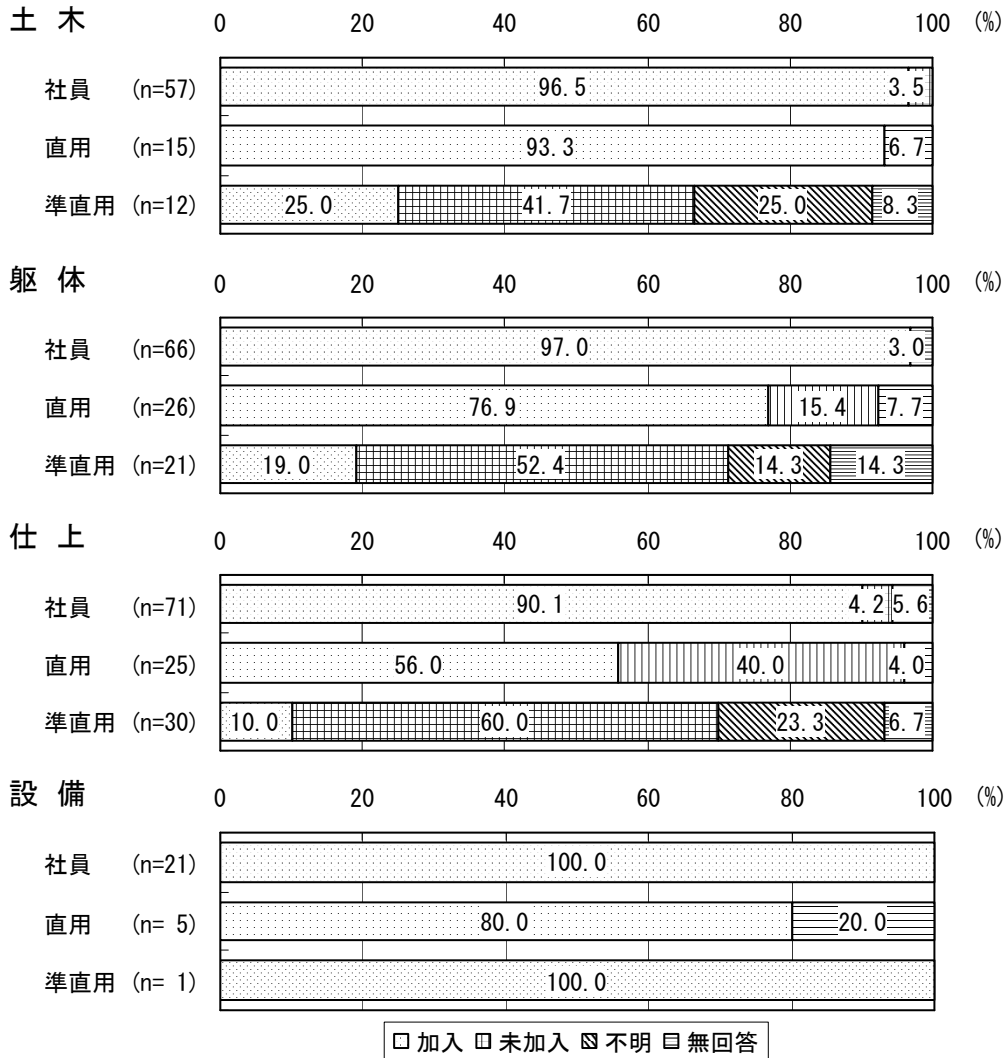 土 木 0 20 40 60 80 100 (%)
社員 (n=57) 96.5 3.5
直用 (n=15) 93.3 6.7
準直用 (n=12) 25.0 41.7 25.0 8.3
躯 体 0 20 40 60 80 100 (%)
社員 (n=66) 97.0 3.0
直用 (n=26) 76.9 15.4 7.7
準直用 (n=21) 19.0 52.4 14.3 14.3
仕 上 0 20 40 60 80 100 (%)
社員 (n=71) 90.1 4.2 5.6
直用 (n=25) 56.0 40.0 4.0
準直用 (n=30) 10.0 60.0 23.3 6.7
設 備 0 20 40 60 80 100 (%)
社員 (n=21) 100.0
直用 (n= 5) 80.0 20.0
準直用 (n= 1) 100.0
加入 未加入 不明 無回答